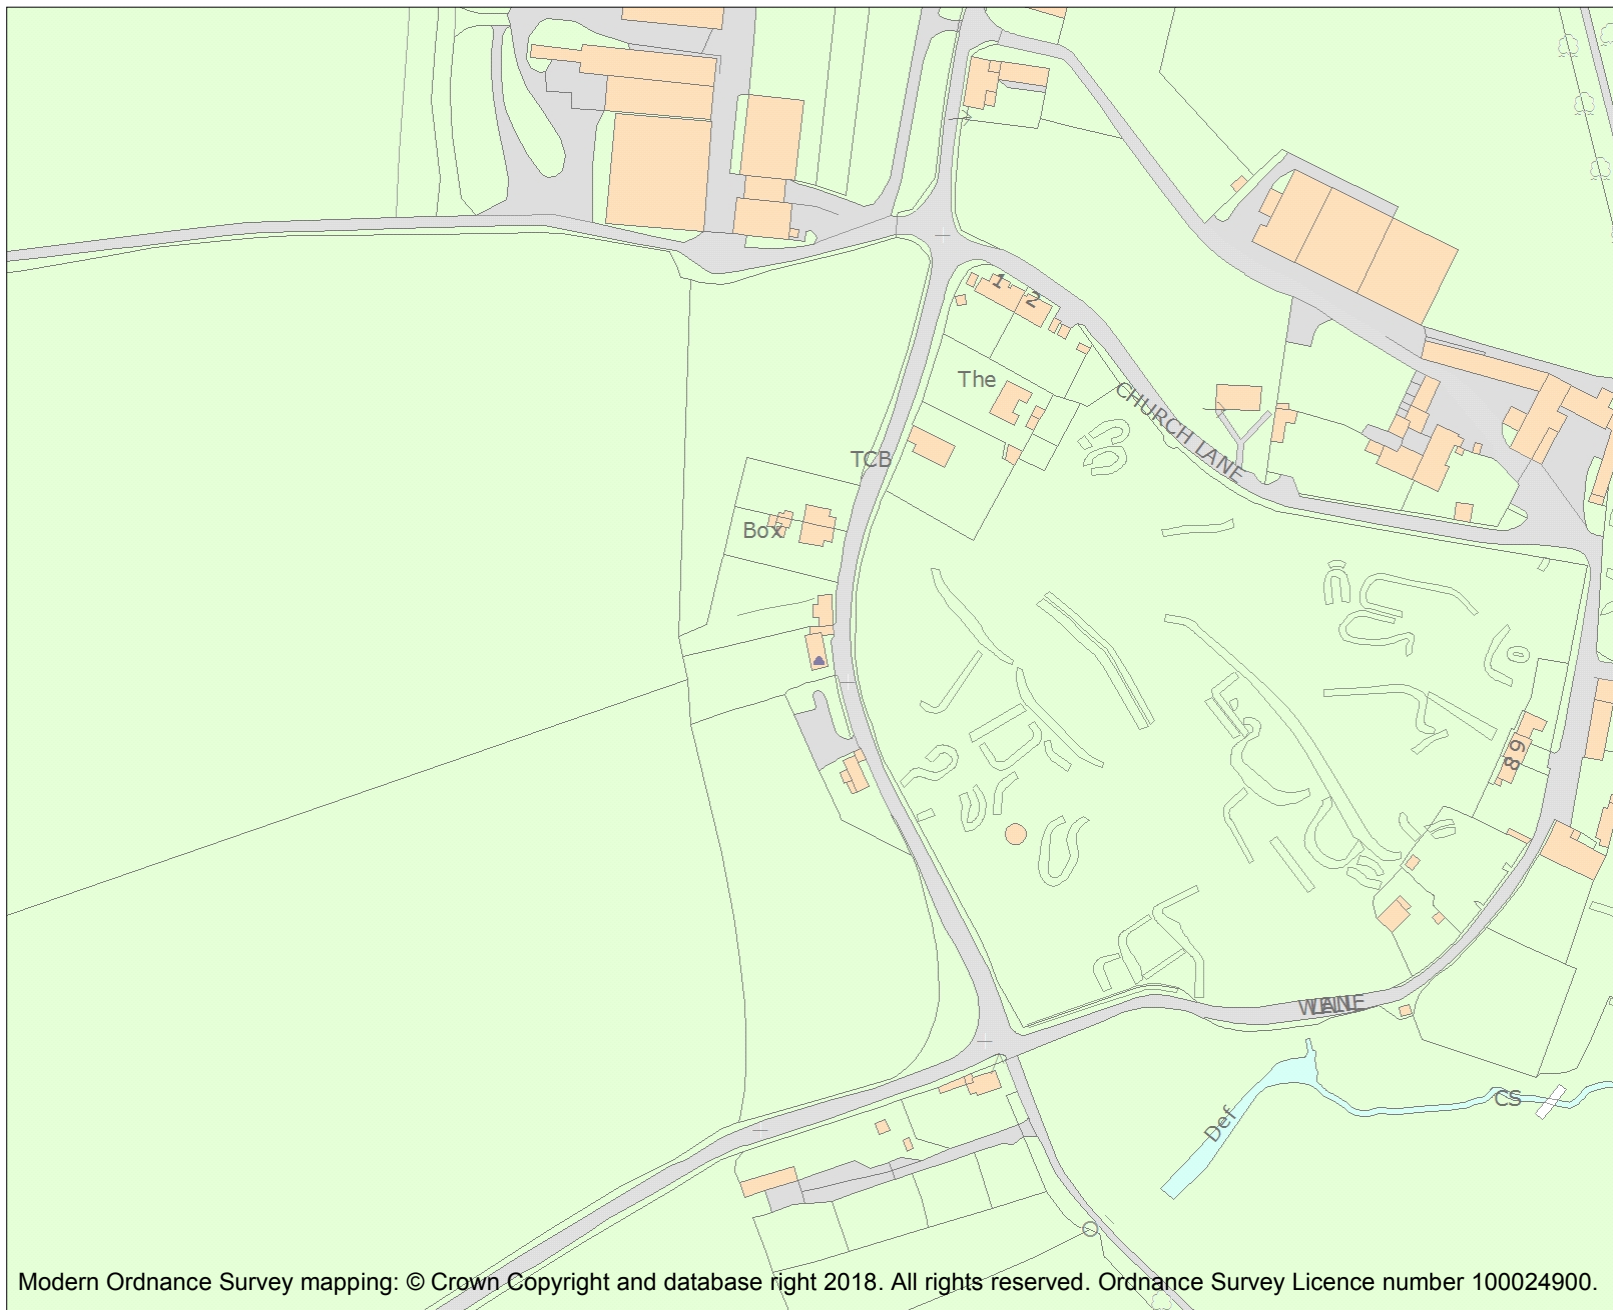 1
2
The
CHURCH LANE
TCB
Box
9
8
LANE
Def
CS
Modern Ordnance Survey mapping: © Crown Copyright and database right 2018. All rights reserved. Ordnance Survey Licence number 100024900.